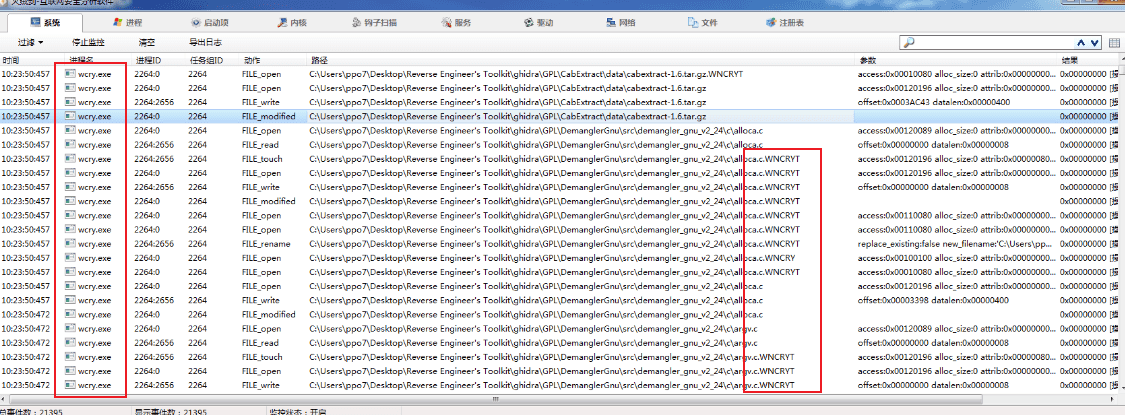 火绒剑-互联网安全分析软件
系统 进程 启动项 内核 钩子扫描 服务 驱动 网络 文件 注册表
过滤 停止监控 清空 导出日志
时间 进程名 进程ID 任务组ID 动作 路径 参数 结果
10:23:50:457 wcry.exe 2264:0 2264 FILE_open C:\Users\ppo7\Desktop\Reverse Engineer's Toolkit\ghidra\GPL\CabExtract\data\cabextract-1.6.tar.gz.WNCRYT access:0x00010080 alloc_size:0 attrib:0x00000000... 0x00000000
10:23:50:457 wcry.exe 2264:0 2264 FILE_open C:\Users\ppo7\Desktop\Reverse Engineer's Toolkit\ghidra\GPL\CabExtract\data\cabextract-1.6.tar.gz access:0x00120196 alloc_size:0 attrib:0x00000000... 0x00000000
10:23:50:457 wcry.exe 2264:2656 2264 FILE_write C:\Users\ppo7\Desktop\Reverse Engineer's Toolkit\ghidra\GPL\CabExtract\data\cabextract-1.6.tar.gz offset:0x0003AC43 datalen:0x00000400 0x00000000
10:23:50:457 wcry.exe 2264:0 2264 FILE_modified C:\Users\ppo7\Desktop\Reverse Engineer's Toolkit\ghidra\GPL\CabExtract\data\cabextract-1.6.tar.gz 0x00000000
10:23:50:457 wcry.exe 2264:0 2264 FILE_open C:\Users\ppo7\Desktop\Reverse Engineer's Toolkit\ghidra\GPL\DemanglerGnu\src\demangler_gnu_v2_24\c\alloca.c access:0x00120089 alloc_size:0 attrib:0x00000000... 0x00000000
10:23:50:457 wcry.exe 2264:2656 2264 FILE_read C:\Users\ppo7\Desktop\Reverse Engineer's Toolkit\ghidra\GPL\DemanglerGnu\src\demangler_gnu_v2_24\c\alloca.c offset:0x00000000 datalen:0x00000008 0x00000000
10:23:50:457 wcry.exe 2264:2656 2264 FILE_touch C:\Users\ppo7\Desktop\Reverse Engineer's Toolkit\ghidra\GPL\DemanglerGnu\src\demangler_gnu_v2_24\c\alloca.c.WNCRYT access:0x00120196 alloc_size:0 attrib:0x00000080... 0x00000000
10:23:50:457 wcry.exe 2264:0 2264 FILE_open C:\Users\ppo7\Desktop\Reverse Engineer's Toolkit\ghidra\GPL\DemanglerGnu\src\demangler_gnu_v2_24\c\alloca.c.WNCRYT access:0x00120196 alloc_size:0 attrib:0x00000000... 0x00000000
10:23:50:457 wcry.exe 2264:2656 2264 FILE_write C:\Users\ppo7\Desktop\Reverse Engineer's Toolkit\ghidra\GPL\DemanglerGnu\src\demangler_gnu_v2_24\c\alloca.c.WNCRYT offset:0x00000000 datalen:0x00000008 0x00000000
10:23:50:457 wcry.exe 2264:0 2264 FILE_modified C:\Users\ppo7\Desktop\Reverse Engineer's Toolkit\ghidra\GPL\DemanglerGnu\src\demangler_gnu_v2_24\c\alloca.c.WNCRYT 0x00000000
10:23:50:457 wcry.exe 2264:0 2264 FILE_open C:\Users\ppo7\Desktop\Reverse Engineer's Toolkit\ghidra\GPL\DemanglerGnu\src\demangler_gnu_v2_24\c\alloca.c.WNCRYT access:0x00110080 alloc_size:0 attrib:0x00000000... 0x00000000
10:23:50:457 wcry.exe 2264:0 2264 FILE_open C:\Users\ppo7\Desktop\Reverse Engineer's Toolkit\ghidra\GPL\DemanglerGnu\src\demangler_gnu_v2_24\c\alloca.c.WNCRYT access:0x00110080 alloc_size:0 attrib:0x00000000... 0x00000000
10:23:50:457 wcry.exe 2264:2656 2264 FILE_rename C:\Users\ppo7\Desktop\Reverse Engineer's Toolkit\ghidra\GPL\DemanglerGnu\src\demangler_gnu_v2_24\c\alloca.c.WNCRYT replace_existing:false new_filename:'C:\Users\pp... 0x00000000
10:23:50:457 wcry.exe 2264:0 2264 FILE_open C:\Users\ppo7\Desktop\Reverse Engineer's Toolkit\ghidra\GPL\DemanglerGnu\src\demangler_gnu_v2_24\c\alloca.c.WNCRY access:0x00100100 alloc_size:0 attrib:0x00000000... 0x00000000
10:23:50:457 wcry.exe 2264:0 2264 FILE_open C:\Users\ppo7\Desktop\Reverse Engineer's Toolkit\ghidra\GPL\DemanglerGnu\src\demangler_gnu_v2_24\c\alloca.c.WNCRYT access:0x00010080 alloc_size:0 attrib:0x00000000... 0x00000000
10:23:50:457 wcry.exe 2264:0 2264 FILE_open C:\Users\ppo7\Desktop\Reverse Engineer's Toolkit\ghidra\GPL\DemanglerGnu\src\demangler_gnu_v2_24\c\alloca.c access:0x00120196 alloc_size:0 attrib:0x00000000... 0x00000000
10:23:50:457 wcry.exe 2264:2656 2264 FILE_write C:\Users\ppo7\Desktop\Reverse Engineer's Toolkit\ghidra\GPL\DemanglerGnu\src\demangler_gnu_v2_24\c\alloca.c offset:0x00003398 datalen:0x00000400 0x00000000
10:23:50:472 wcry.exe 2264:0 2264 FILE_modified C:\Users\ppo7\Desktop\Reverse Engineer's Toolkit\ghidra\GPL\DemanglerGnu\src\demangler_gnu_v2_24\c\alloca.c 0x00000000
10:23:50:472 wcry.exe 2264:0 2264 FILE_open C:\Users\ppo7\Desktop\Reverse Engineer's Toolkit\ghidra\GPL\DemanglerGnu\src\demangler_gnu_v2_24\c\argv.c access:0x00120089 alloc_size:0 attrib:0x00000000... 0x00000000
10:23:50:472 wcry.exe 2264:2656 2264 FILE_read C:\Users\ppo7\Desktop\Reverse Engineer's Toolkit\ghidra\GPL\DemanglerGnu\src\demangler_gnu_v2_24\c\argv.c offset:0x00000000 datalen:0x00000008 0x00000000
10:23:50:472 wcry.exe 2264:2656 2264 FILE_touch C:\Users\ppo7\Desktop\Reverse Engineer's Toolkit\ghidra\GPL\DemanglerGnu\src\demangler_gnu_v2_24\c\argv.c.WNCRYT access:0x00120196 alloc_size:0 attrib:0x00000080... 0x00000000
10:23:50:472 wcry.exe 2264:0 2264 FILE_open C:\Users\ppo7\Desktop\Reverse Engineer's Toolkit\ghidra\GPL\DemanglerGnu\src\demangler_gnu_v2_24\c\argv.c.WNCRYT access:0x00120196 alloc_size:0 attrib:0x00000000... 0x00000000
10:23:50:472 wcry.exe 2264:2656 2264 FILE_write C:\Users\ppo7\Desktop\Reverse Engineer's Toolkit\ghidra\GPL\DemanglerGnu\src\demangler_gnu_v2_24\c\argv.c.WNCRYT offset:0x00000000 datalen:0x00000008 0x00000000
总事件数：21395 显示事件数：21395 监控状态：开启